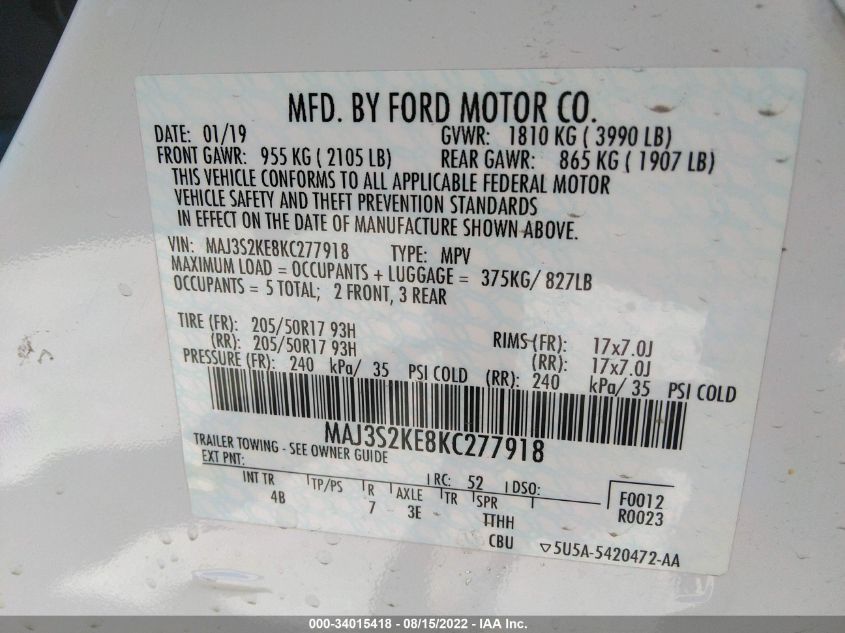 MFD. BY FORD MOTOR CO.
DATE: 01/19 GVWR: 1810 KG ( 3990 LB)
FRONT GAWR: 955 KG ( 2105 LB) REAR GAWR: 865 KG ( 1907 LB)
THIS VEHICLE CONFORMS TO ALL APPLICABLE FEDERAL MOTOR
VEHICLE SAFETY AND THEFT PREVENTION STANDARDS
IN EFFECT ON THE DATE OF MANUFACTURE SHOWN ABOVE.
VIN: MAJ3S2KE8KC277918 TYPE: MPV
MAXIMUM LOAD = OCCUPANTS + LUGGAGE = 375KG/ 827LB
OCCUPANTS = 5 TOTAL; 2 FRONT, 3 REAR
TIRE (FR): 205/50R17 93H RIMS (FR): 17x7.0J
(RR): 205/50R17 93H (RR): 17x7.0J
PRESSURE (FR): 240 kPa/ 35 PSI COLD (RR): 240 kPa/ 35 PSI COLD
MAJ3S2KE8KC277918
TRAILER TOWING - SEE OWNER GUIDE
EXT PNT: RC: 52 DSO:
INT TR TP/PS R AXLE TR SPR F0012
4B 7 3E TTHH R0023
CBU 5U5A-5420472-AA
000-34015418 - 08/15/2022 - IAA Inc.